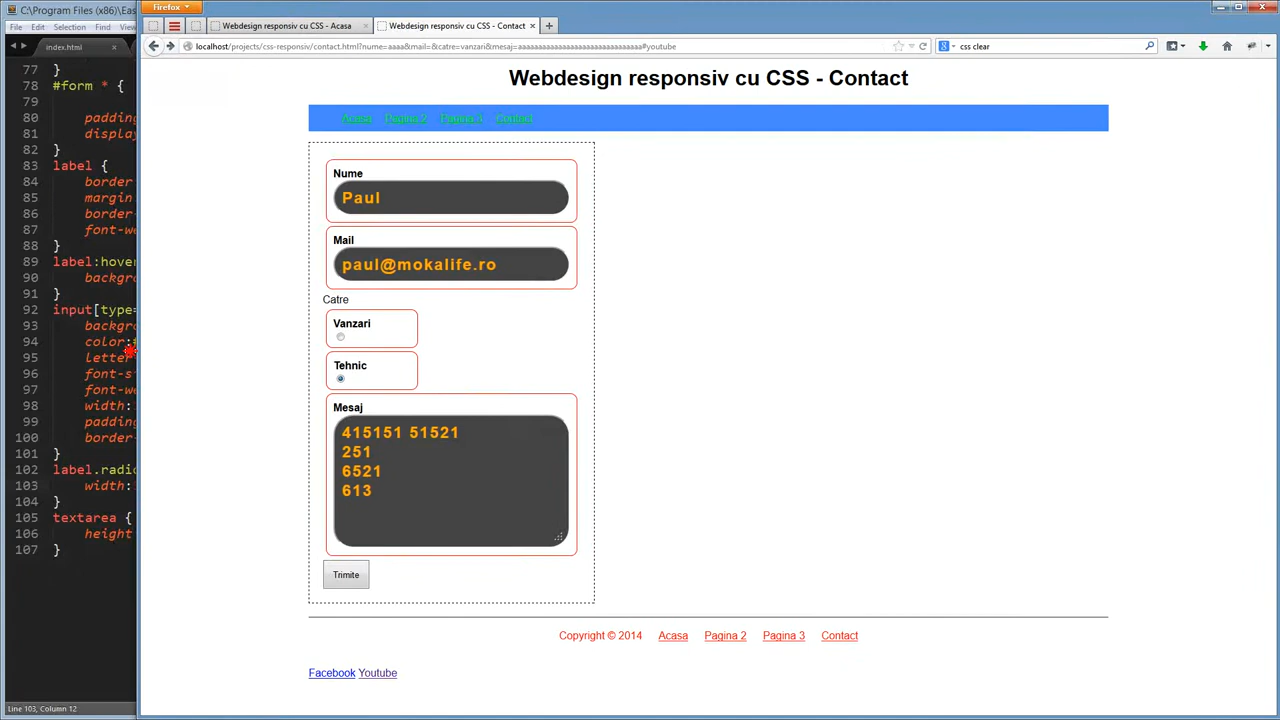 C:\Program Files (x86)\Eas
File Edit Selection Find
index.html ×
77 }
78 #form * {
79
80 padding
81 display
82 }
83 label {
84 border
85 margin
86 border-
87 font-we
88 }
89 label:hover
90 backgro
91 }
92 input[type=
93 backgro
94 color:
95 letter
96 font-s
97 font-we
98 width:
99 padding
100 border-
101 }
102 label.radio
103 width:
104 }
105 textarea {
106 height
107 }
Line 103, Column 12
Firefox
Webdesign responsiv cu CSS - Acasa ×
Webdesign responsiv cu CSS - Contact × +
localhost/projects/css-responsiv/contact.html?nume=aaaa&mail=&catre=vanzari&mesaj=aaaaaaaaaaaaaaaaaaaaaaaaaaaaaa#youtube
css clear
Webdesign responsiv cu CSS - Contact
Acasa Pagina 2 Pagina 3 Contact
Nume
Paul
Mail
paul@mokalife.ro
Catre
Vanzari
Tehnic
Mesaj
415151 51521
251
6521
613
Trimite
Copyright © 2014 Acasa Pagina 2 Pagina 3 Contact
Facebook Youtube